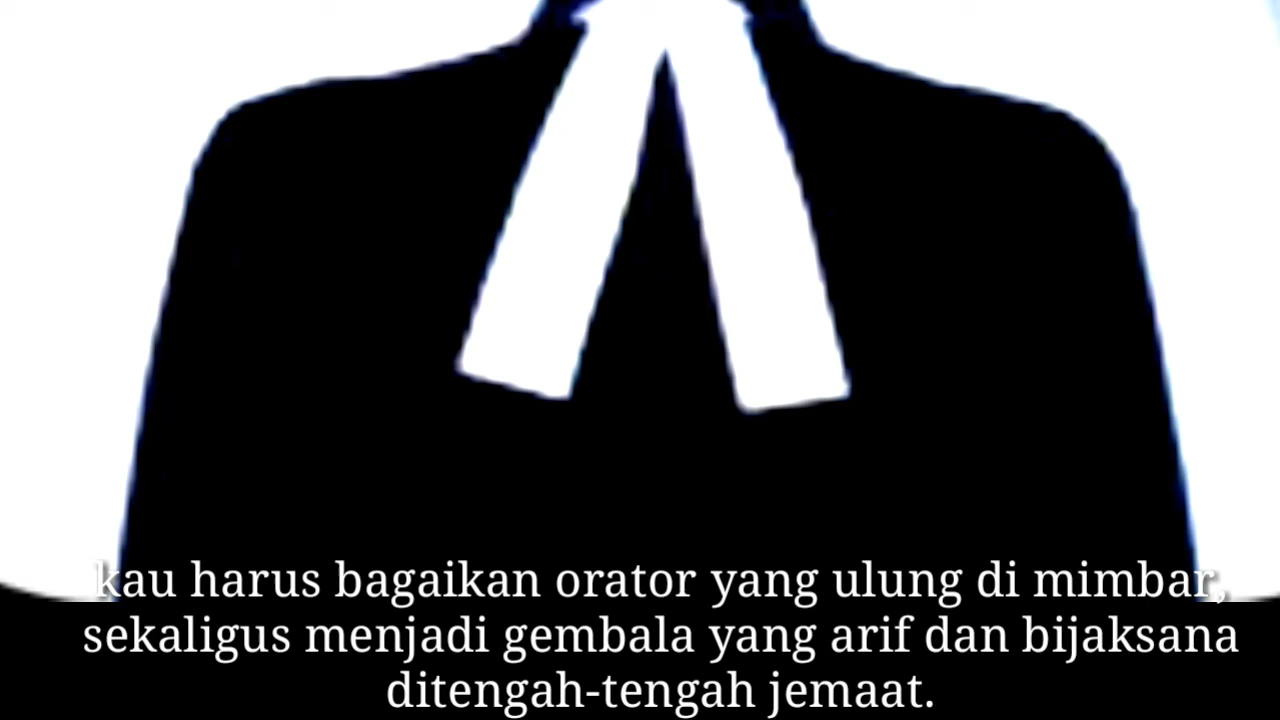 kau harus bagaikan orator yang ulung di mimbar,
sekaligus menjadi gembala yang arif dan bijaksana
ditengah-tengah jemaat.